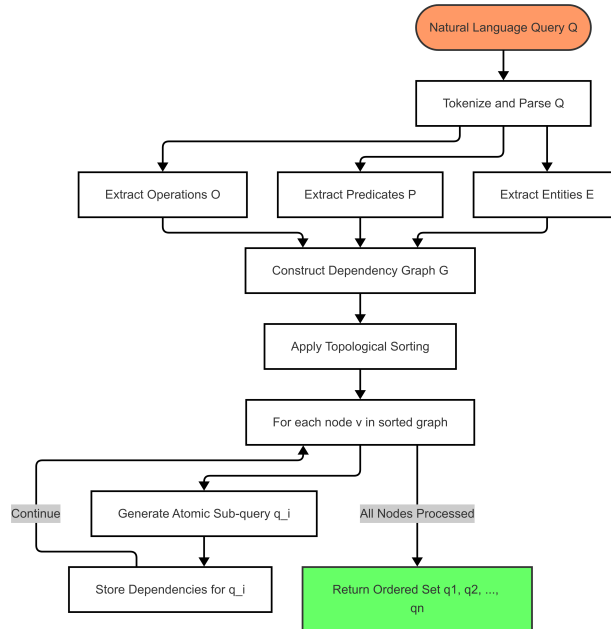 Natural Language Query Q
Tokenize and Parse Q
Extract Operations O
Extract Predicates P
Extract Entities E
Construct Dependency Graph G
Apply Topological Sorting
For each node v in sorted graph
Continue
Generate Atomic Sub-query q_i
All Nodes Processed
Store Dependencies for q_i
Return Ordered Set q1, q2, ...,
qn